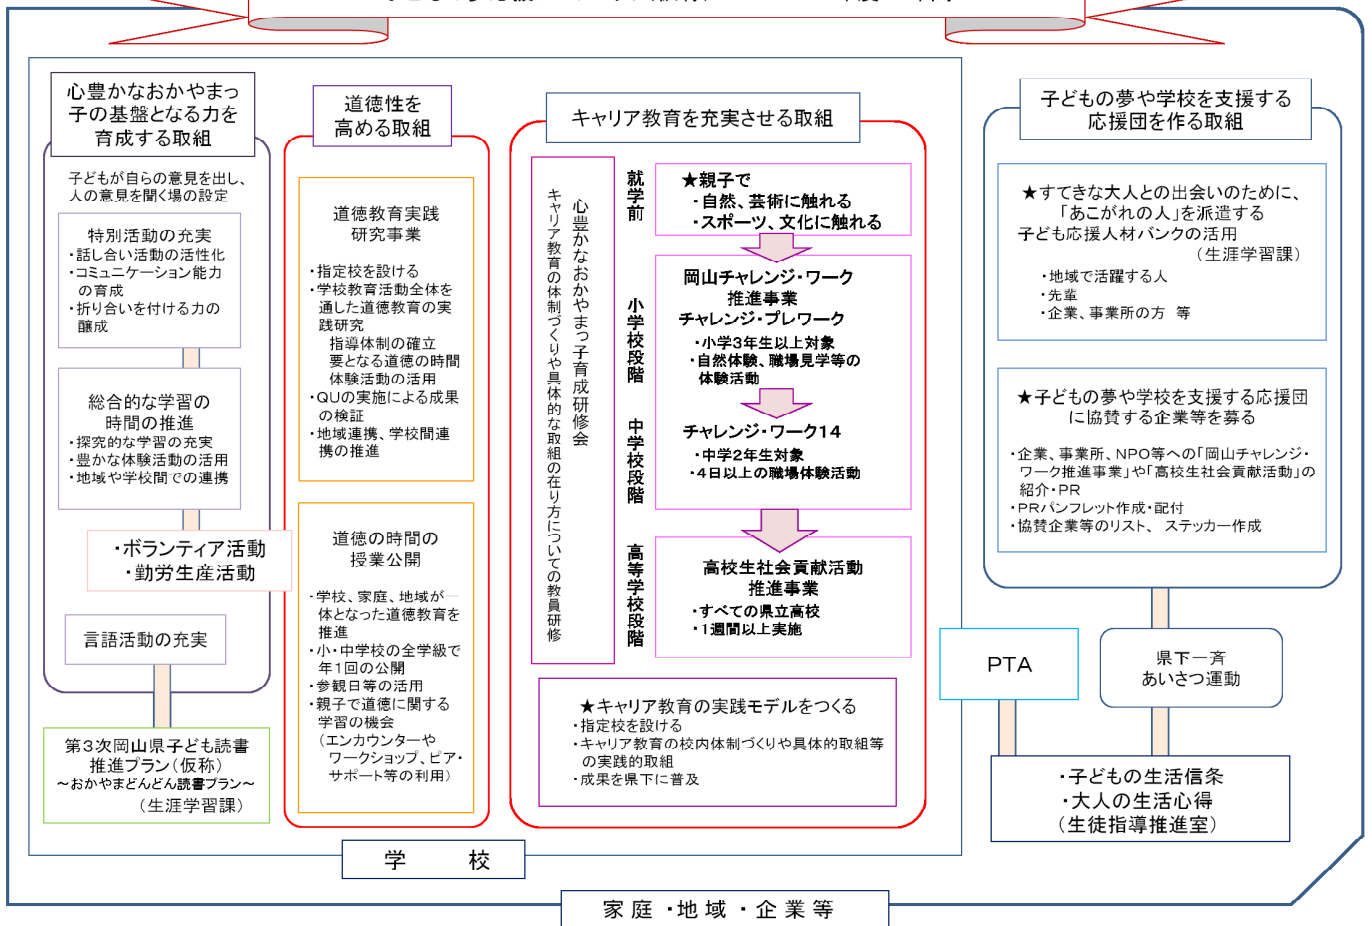 心豊かなおかやまっ
子の基盤となる力を
育成する取組
子どもが自らの意見を出し、
人の意見を聞く場の設定
特別活動の充実
・話し合い活動の活性化
・コミュニケーション能力
の育成
・折り合いを付ける力の
醸成
総合的な学習の
時間の推進
・探究的な学習の充実
・豊かな体験活動の活用
・地域や学校間での連携
・ボランティア活動
・勤労生産活動
言語活動の充実
第3次岡山県子ども読書
推進プラン(仮称)
～おかやまどんどん読書プラン～
(生涯学習課)
道徳性を
高める取組
道徳教育実践
研究事業
・指定校を設ける
・学校教育活動全体を
通した道徳教育の実
践研究
指導体制の確立
要となる道徳の時間
体験活動の活用
・QUの実施による成果
の検証
・地域連携、学校間連
携の推進
道徳の時間の
授業公開
・学校、家庭、地域が一
体となった道徳教育を
推進
・小・中学校の全学級で
年1回の公開
・参観日等の活用
・親子で道徳に関する
学習の機会
(エンカウンターや
ワークショップ、ピア・
サポート等の利用)
キャリア教育を充実させる取組
心豊かなおかやまっ子育成研修会
キャリア教育の体制づくりや具体的な取組の在り方についての教員研修
就学前
★親子で
・自然、芸術に触れる
・スポーツ、文化に触れる
小学校段階
岡山チャレンジ・ワーク
推進事業
チャレンジ・プレワーク
・小学3年生以上対象
・自然体験、職場見学等の
体験活動
中学校段階
チャレンジ・ワーク14
・中学2年生対象
・4日以上の職場体験活動
高等学校段階
高校生社会貢献活動
推進事業
・すべての県立高校
・1週間以上実施
★キャリア教育の実践モデルをつくる
・指定校を設ける
・キャリア教育の校内体制づくりや具体的取組等
の実践的取組
・成果を県下に普及
学　校
子どもの夢や学校を支援する
応援団を作る取組
★すてきな大人との出会いのために、
「あこがれの人」を派遣する
子ども応援人材バンクの活用
(生涯学習課)
・地域で活躍する人
・先輩
・企業、事業所の方 等
★子どもの夢や学校を支援する応援団
に協賛する企業等を募る
・企業、事業所、NPO等への「岡山チャレンジ・
ワーク推進事業」や「高校生社会貢献活動」の
紹介・PR
・PRパンフレット作成・配付
・協賛企業等のリスト、 ステッカー作成
PTA
県下一斉
あいさつ運動
・子どもの生活信条
・大人の生活心得
(生徒指導推進室)
家庭・地域・企業等